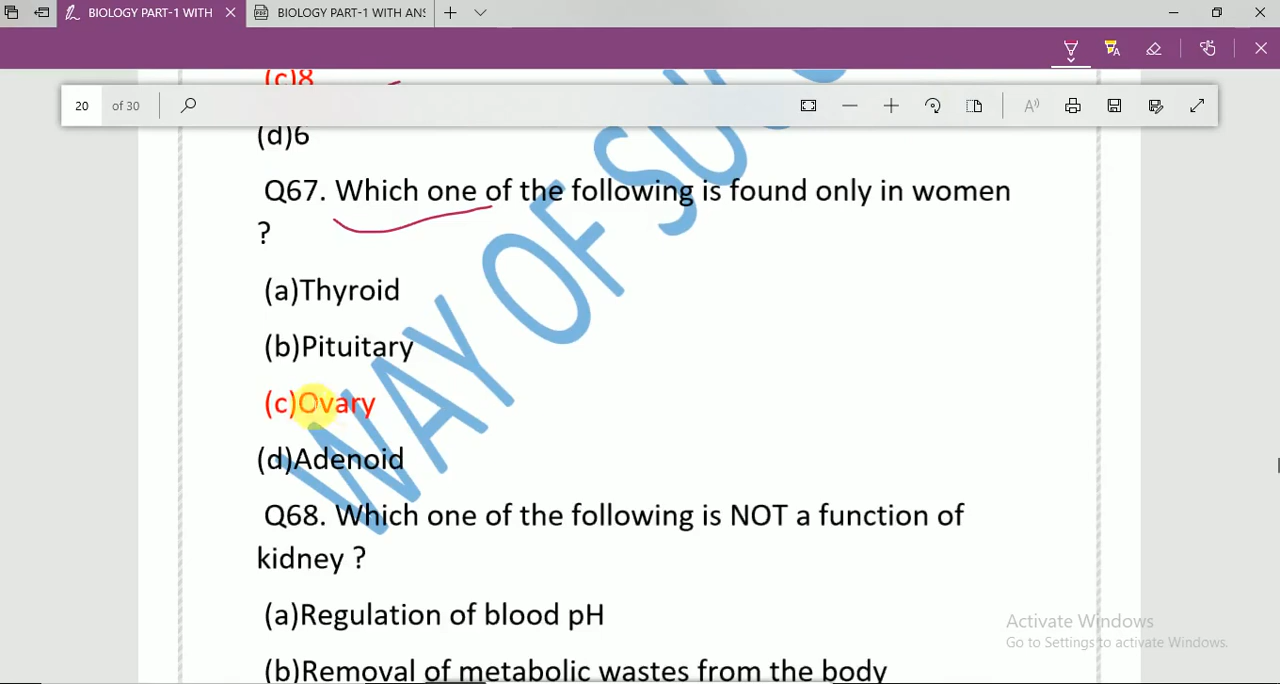 BIOLOGY PART-1 WITH
BIOLOGY PART-1 WITH ANS
20 of 30
(c)8
(d)6
Q67. Which one of the following is found only in women
?
(a)Thyroid
(b)Pituitary
(c)Ovary
(d)Adenoid
Q68. Which one of the following is NOT a function of
kidney ?
(a)Regulation of blood pH
(b)Removal of metabolic wastes from the body
WAY OF
Activate Windows
Go to Settings to activate Windows.